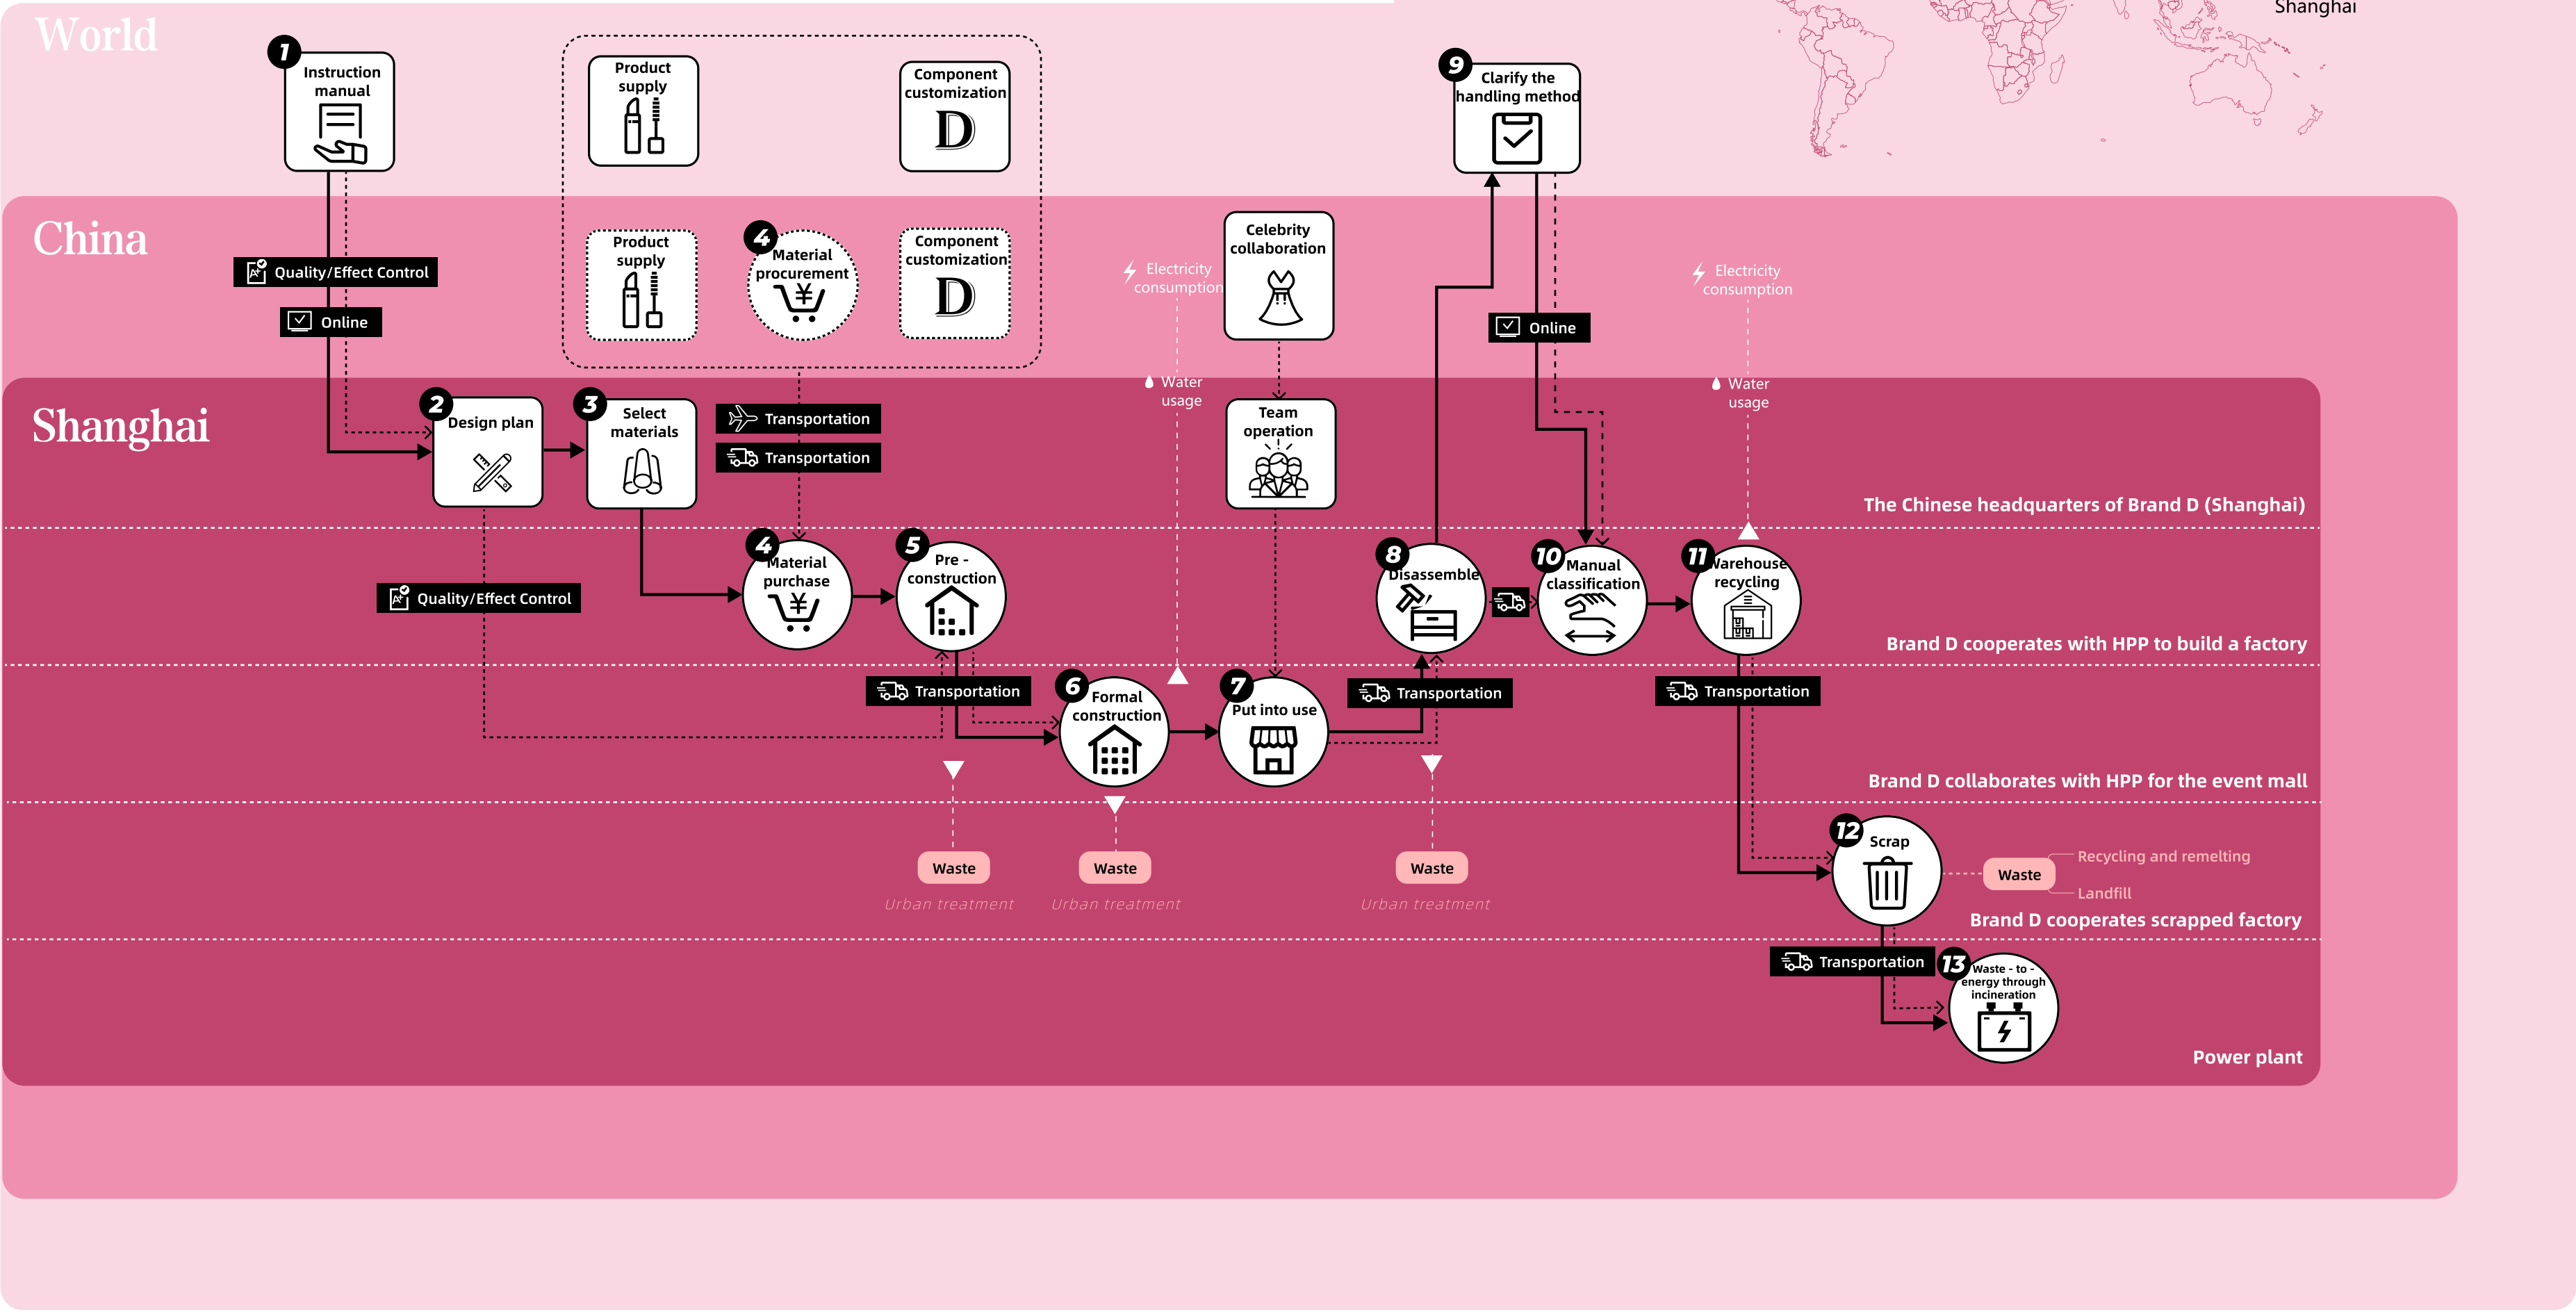 Shanghai
World
1
Instruction
manual
Product
supply
Component
customization
D
9
Clarify the
handling method
China
Quality/Effect Control
Online
Product
supply
4
Material
procurement
¥
Component
customization
D
Electricity
consumption
Celebrity
collaboration
Online
Electricity
consumption
Water
usage
Water
usage
Shanghai
2
Design plan
3
Select
materials
Transportation
Transportation
Team
operation
The Chinese headquarters of Brand D (Shanghai)
4
Material
purchase
¥
5
Pre -
construction
8
Disassemble
10
Manual
classification
11
Warehouse
recycling
Quality/Effect Control
Brand D cooperates with HPP to build a factory
Transportation
6
Formal
construction
7
Put into use
Transportation
Transportation
Brand D collaborates with HPP for the event mall
12
Scrap
Waste
Urban treatment
Waste
Urban treatment
Waste
Urban treatment
Waste
Recycling and remelting
Landfill
Brand D cooperates scrapped factory
Transportation
13
Waste - to -
energy through
incineration
Power plant